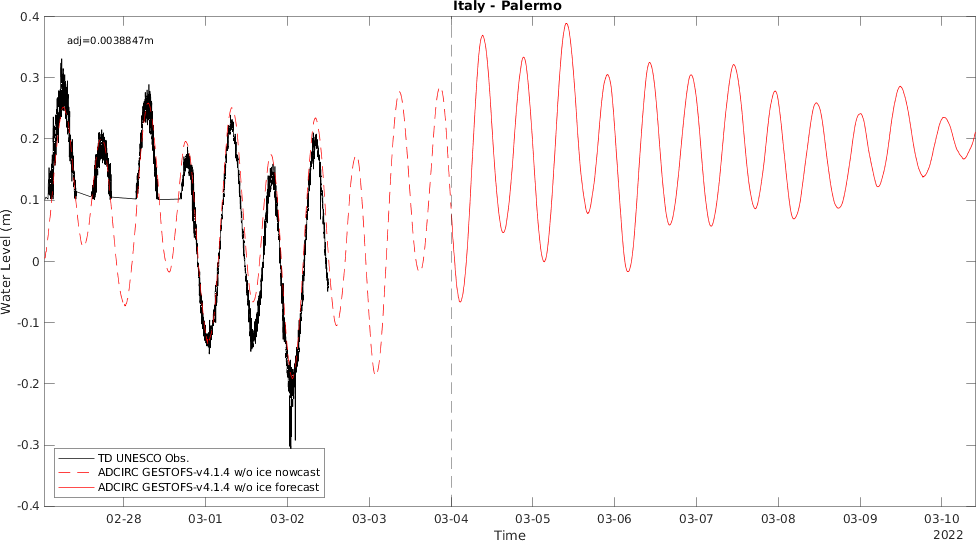 Italy - Palermo
adj=0.0038847m
0.4
0.3
0.2
0.1
0
-0.1
-0.2
-0.3
-0.4
Water Level (m)
TD UNESCO Obs.
ADCIRC GESTOFS-v4.1.4 w/o ice nowcast
ADCIRC GESTOFS-v4.1.4 w/o ice forecast
02-28 03-01 03-02 03-03 03-04 03-05 03-06 03-07 03-08 03-09 03-10
Time
2022